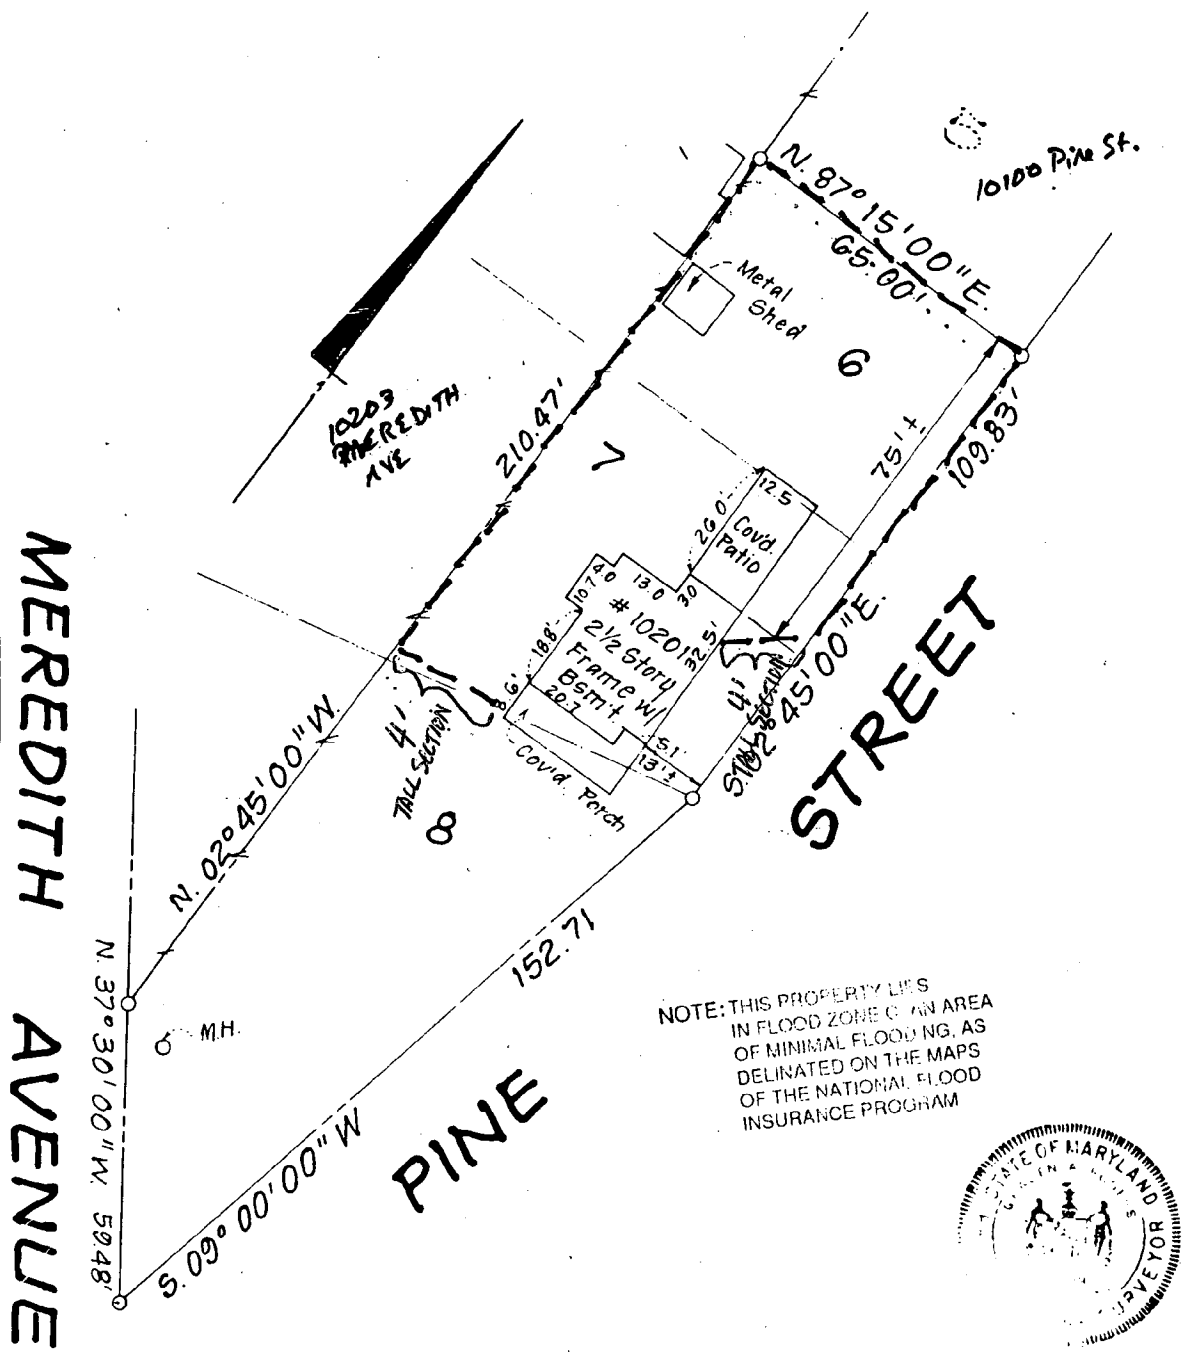 10100 Pine St.
N. 87° 15' 00" E.
65.00'
Metal
Shed
6
10203
MEREDITH
AVE
210.47'
7
75' ±
109.83'
12.5
26.0'
Cov'd.
Patio
4.0
13.0
3.0
10.7
# 10201
2½ Story
Frame W/
Bsm't
18.8'
32.5'
20.7
8.6'
5.1
13' ±
Cov'd. Porch
4'
TALL SECTION
4'
SECTION
S. 02° 45' 00" E.
8
N. 02° 45' 00" W.
STREET
PINE
152.71
S. 09° 00' 00" W
M.H.
N. 37° 30' 00" W. 59.48'
MEREDITH AVENUE
NOTE: THIS PROPERTY LIES
IN FLOOD ZONE C AN AREA
OF MINIMAL FLOODING, AS
DELINATED ON THE MAPS
OF THE NATIONAL FLOOD
INSURANCE PROGRAM
STATE OF MARYLAND
SURVEYOR